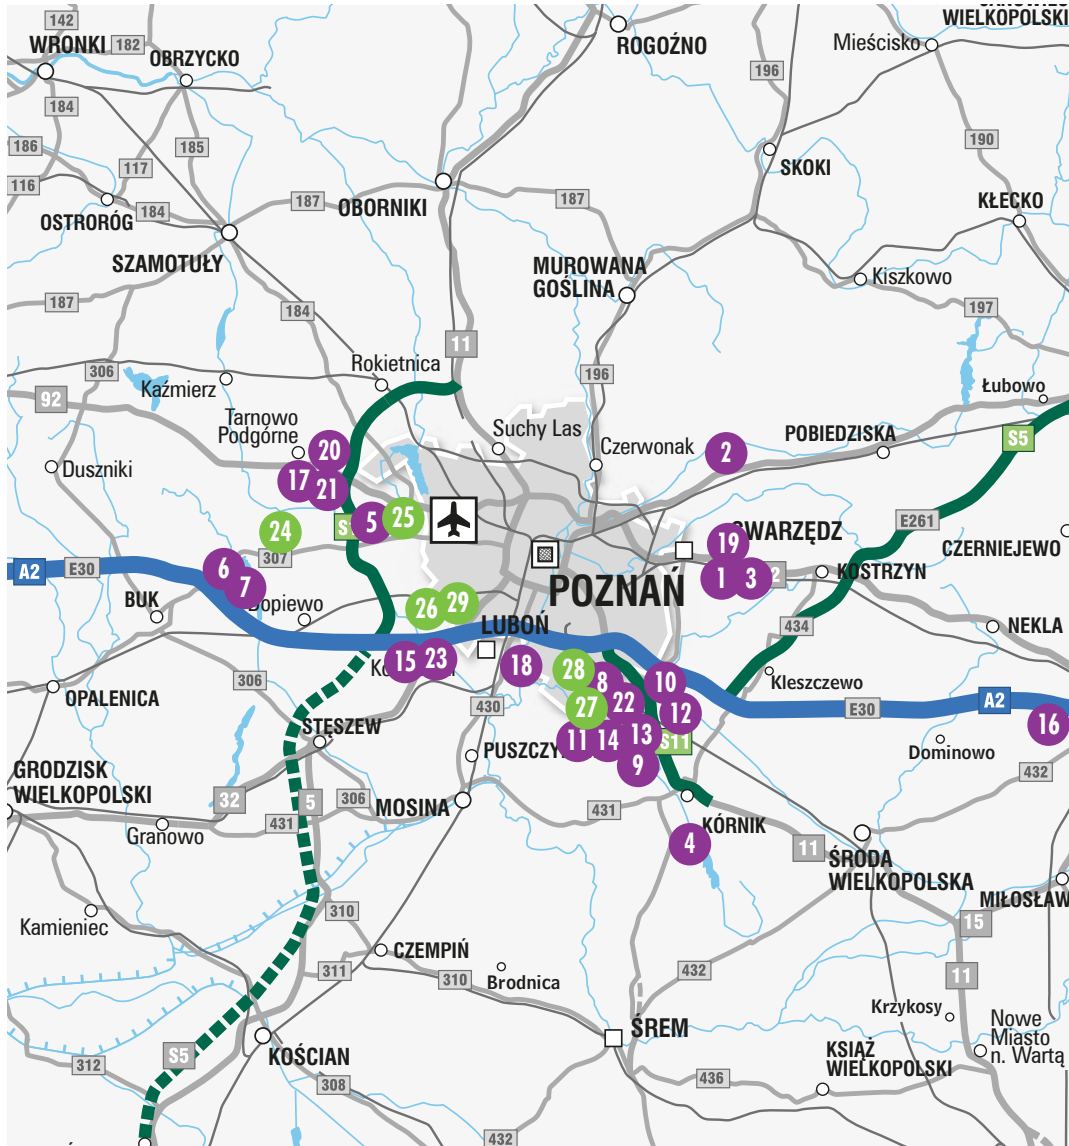 142
WRONKI
182
OBRZYCKO
184
186
185
117
116
OSTRORÓG
184
SZAMOTUŁY
187
OBORNIKI
187
187
184
ROGOŹNO
196
WIELKOPOLSKI
Mieścisko
190
SKOKI
KŁECKO
MUROWANA
GOŚLINA
Kiszkowo
197
11
196
Rokietnica
306
Kaźmierz
92
Tarnowo
Podgórne
Duszniki
Suchy Las
Czerwonak
Łubowo
POBIEDZISKA
S5
20
17
21
2
5
25
24
307
E261
19
1
3
CZERNIEJEWO
KOSTRZYN
A2
E30
6
7
BUK
Dopiewo
26
29
POZNAŃ
LUBOŃ
434
NEKLA
15
23
18
28
8
27
22
10
12
11
14
13
9
S11
Kleszczewo
E30
A2
16
Dominowo
432
306
OPALENICA
STĘSZEW
430
GRODZISK
WIELKOPOLSKI
32
5
306
431
Granowo
MOSINA
431
KÓRNIK
4
11
ŚRODA
WIELKOPOLSKA
MIŁOSŁAW
15
11
Kamieniec
310
CZEMPIŃ
311
310
Brodnica
432
Krzykosy
Nowe
Miasto
n. Wartą
S5
KOŚCIAN
ŚREM
KSIĄŻ
WIELKOPOLSKI
312
308
436
432